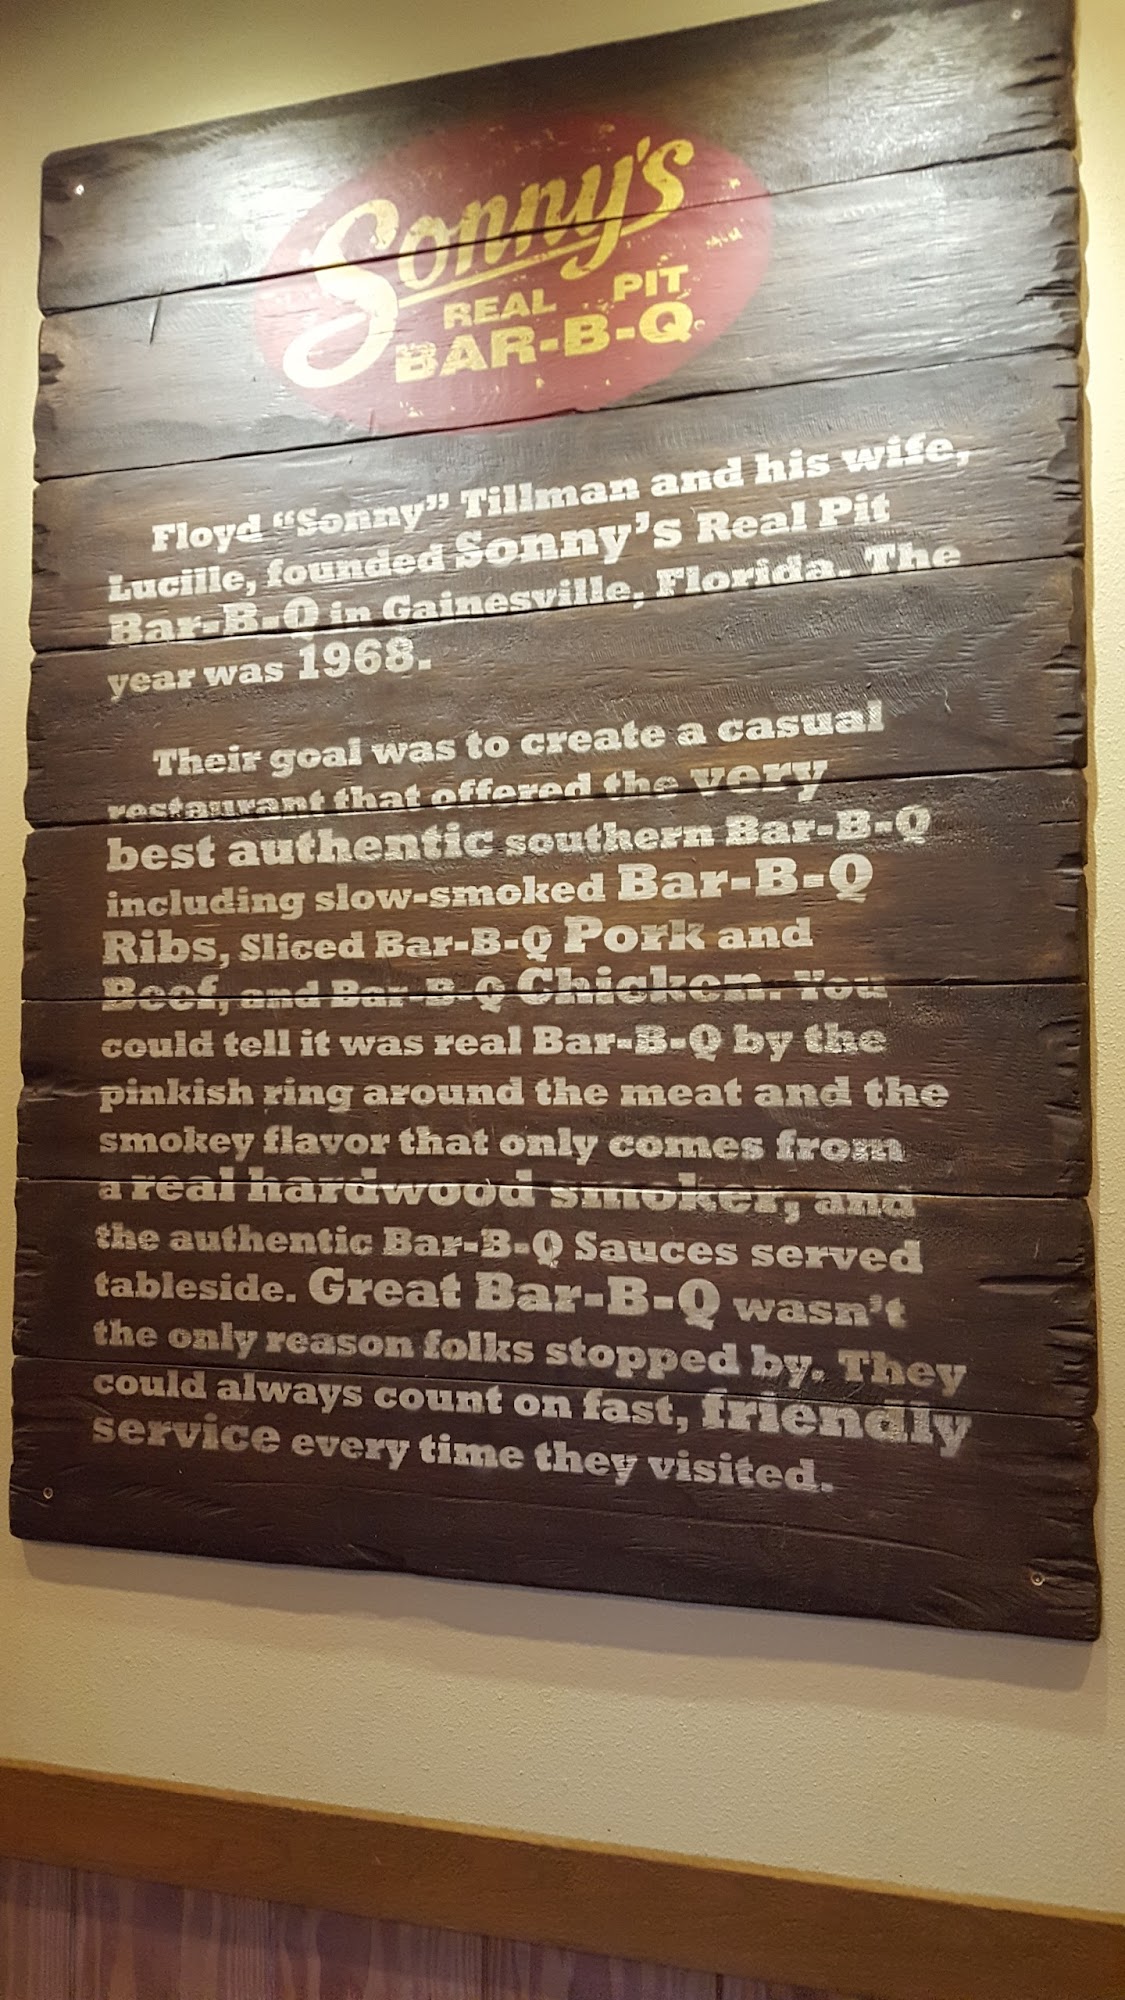 Sonny's
REAL PIT
BAR-B-Q
Floyd “Sonny” Tillman and his wife,
Lucille, founded Sonny's Real Pit
Bar-B-Q in Gainesville, Florida. The
year was 1968.
Their goal was to create a casual
restaurant that offered the very
best authentic southern Bar-B-Q
including slow-smoked Bar-B-Q
Ribs, Sliced Bar-B-Q Pork and
Beef, and Bar-B-Q Chicken. You
could tell it was real Bar-B-Q by the
pinkish ring around the meat and the
smokey flavor that only comes from
a real hardwood smoker, and
the authentic Bar-B-Q Sauces served
tableside. Great Bar-B-Q wasn't
the only reason folks stopped by. They
could always count on fast, friendly
service every time they visited.